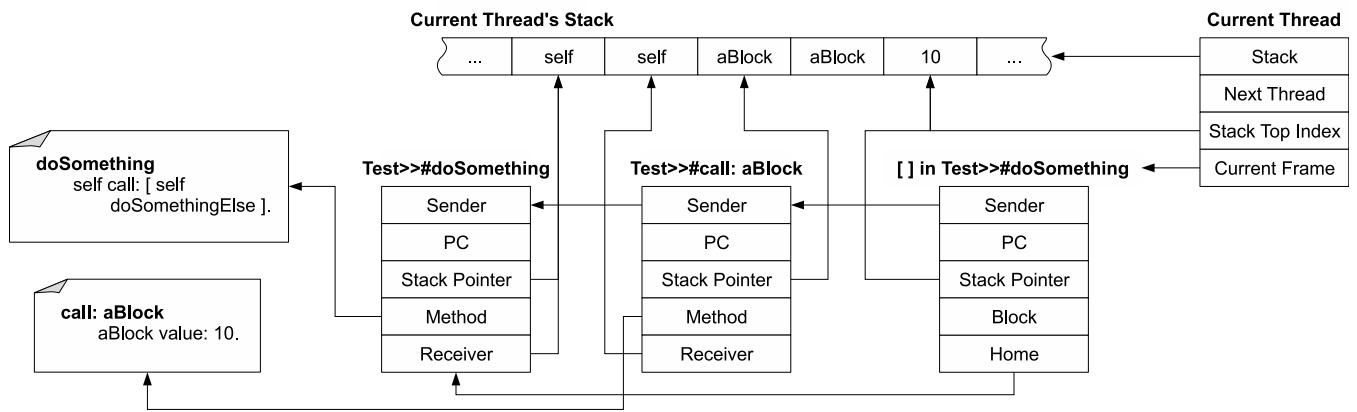 Current Thread's Stack
Current Thread
... self self aBlock aBlock 10 ...
Stack
Next Thread
Stack Top Index
Current Frame
doSomething
self call: [ self
doSomethingElse ].
call: aBlock
aBlock value: 10.
Test>>#doSomething
Sender
PC
Stack Pointer
Method
Receiver
Test>>#call: aBlock
Sender
PC
Stack Pointer
Method
Receiver
[ ] in Test>>#doSomething
Sender
PC
Stack Pointer
Block
Home